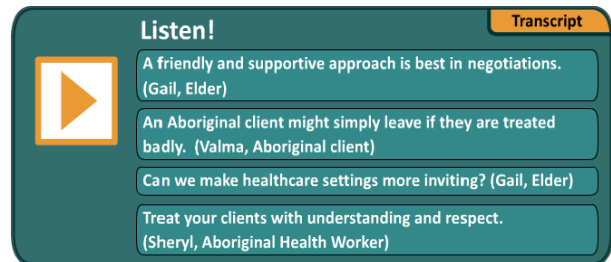 Transcript
Listen!
A friendly and supportive approach is best in negotiations.
(Gail, Elder)
An Aboriginal client might simply leave if they are treated
badly.  (Valma, Aboriginal client)
Can we make healthcare settings more inviting? (Gail, Elder)
Treat your clients with understanding and respect.
(Sheryl, Aboriginal Health Worker)